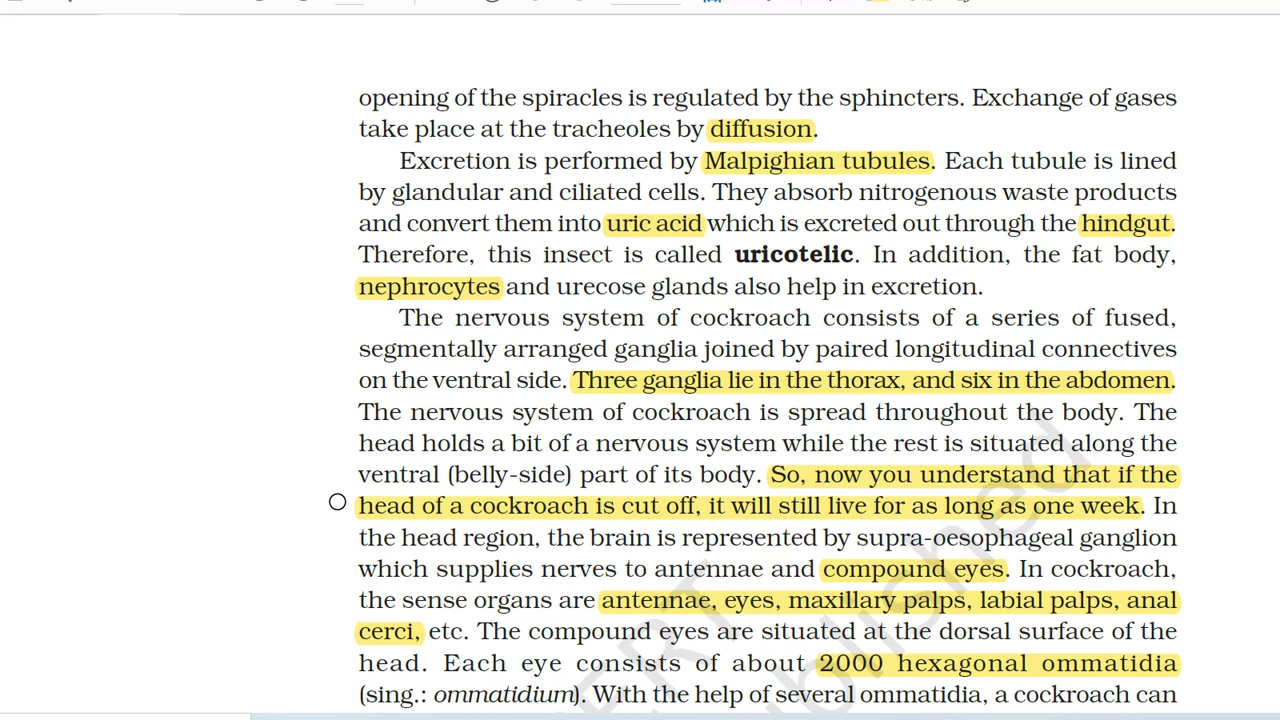 opening of the spiracles is regulated by the sphincters. Exchange of gases
take place at the tracheoles by diffusion.
Excretion is performed by Malpighian tubules. Each tubule is lined
by glandular and ciliated cells. They absorb nitrogenous waste products
and convert them into uric acid which is excreted out through the hindgut.
Therefore, this insect is called uricotelic. In addition, the fat body,
nephrocytes and urecose glands also help in excretion.
The nervous system of cockroach consists of a series of fused,
segmentally arranged ganglia joined by paired longitudinal connectives
on the ventral side. Three ganglia lie in the thorax, and six in the abdomen.
The nervous system of cockroach is spread throughout the body. The
head holds a bit of a nervous system while the rest is situated along the
ventral (belly-side) part of its body. So, now you understand that if the
head of a cockroach is cut off, it will still live for as long as one week. In
the head region, the brain is represented by supra-oesophageal ganglion
which supplies nerves to antennae and compound eyes. In cockroach,
the sense organs are antennae, eyes, maxillary palps, labial palps, anal
cerci, etc. The compound eyes are situated at the dorsal surface of the
head. Each eye consists of about 2000 hexagonal ommatidia
(sing.: ommatidium). With the help of several ommatidia, a cockroach can